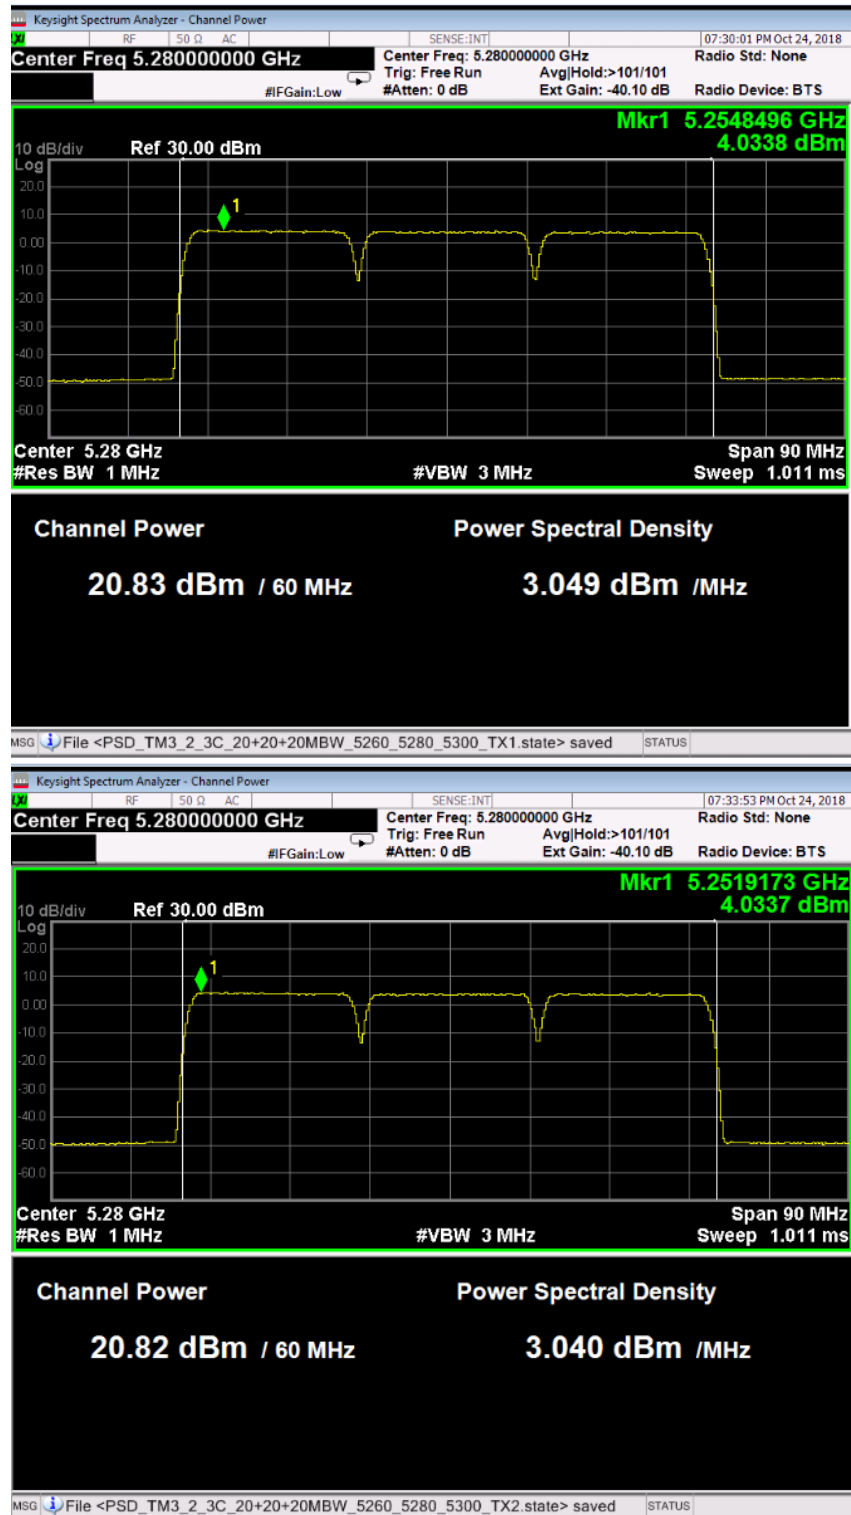 Keysight Spectrum Analyzer - Channel Power
LXI RF 50 Ω AC SENSE:INT 07:30:01 PM Oct 24, 2018
Center Freq 5.280000000 GHz
Center Freq: 5.280000000 GHz Radio Std: None
Trig: Free Run Avg|Hold:>101/101
#IFGain:Low #Atten: 0 dB Ext Gain: -40.10 dB Radio Device: BTS
Mkr1 5.2548496 GHz
4.0338 dBm
10 dB/div Ref 30.00 dBm
Log
20.0
1
10.0
0.00
-10.0
-20.0
-30.0
-40.0
-50.0
-60.0
Center 5.28 GHz Span 90 MHz
#Res BW 1 MHz #VBW 3 MHz Sweep 1.011 ms
Channel Power Power Spectral Density
20.83 dBm / 60 MHz 3.049 dBm /MHz
MSG File <PSD_TM3_2_3C_20+20+20MBW_5260_5280_5300_TX1.state> saved STATUS
Keysight Spectrum Analyzer - Channel Power
LXI RF 50 Ω AC SENSE:INT 07:33:53 PM Oct 24, 2018
Center Freq 5.280000000 GHz
Center Freq: 5.280000000 GHz Radio Std: None
Trig: Free Run Avg|Hold:>101/101
#IFGain:Low #Atten: 0 dB Ext Gain: -40.10 dB Radio Device: BTS
Mkr1 5.2519173 GHz
4.0337 dBm
10 dB/div Ref 30.00 dBm
Log
20.0
1
10.0
0.00
-10.0
-20.0
-30.0
-40.0
-50.0
-60.0
Center 5.28 GHz Span 90 MHz
#Res BW 1 MHz #VBW 3 MHz Sweep 1.011 ms
Channel Power Power Spectral Density
20.82 dBm / 60 MHz 3.040 dBm /MHz
MSG File <PSD_TM3_2_3C_20+20+20MBW_5260_5280_5300_TX2.state> saved STATUS